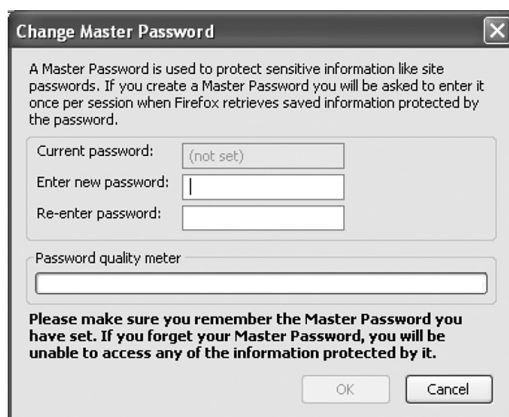 Change Master Password
A Master Password is used to protect sensitive information like site
passwords. If you create a Master Password you will be asked to enter it
once per session when Firefox retrieves saved information protected by
the password.
Current password: (not set)
Enter new password:
Re-enter password:
Password quality meter
Please make sure you remember the Master Password you
have set. If you forget your Master Password, you will be
unable to access any of the information protected by it.
OK Cancel